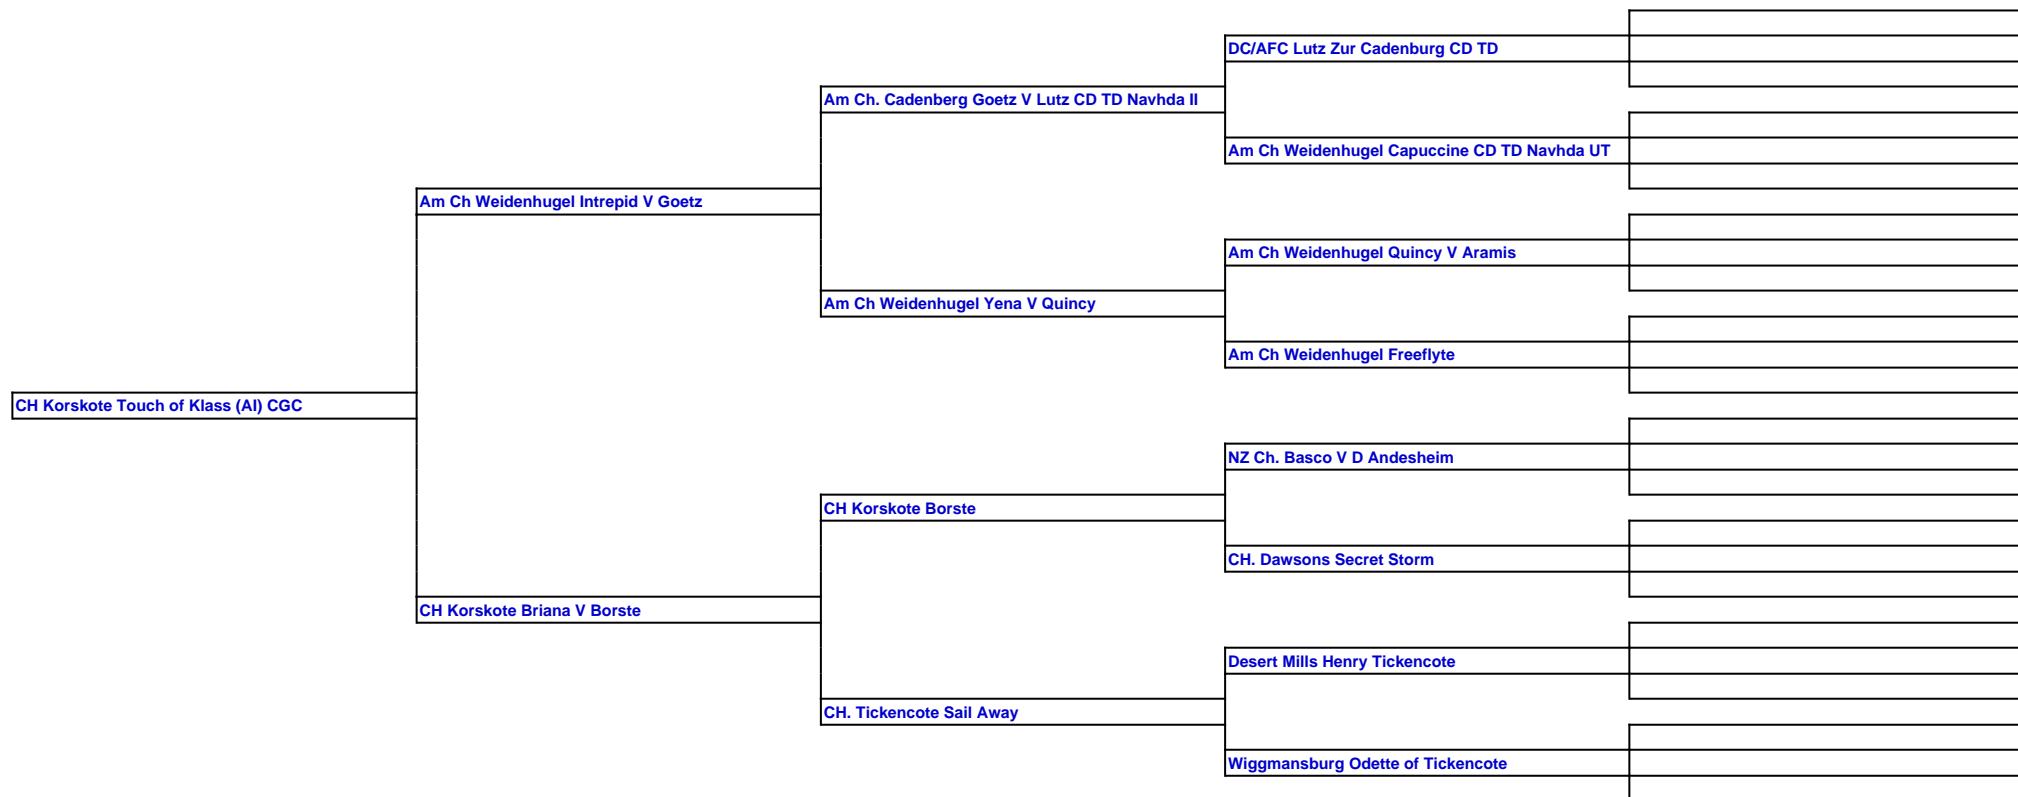 DC/AFC Lutz Zur Cadenburg CD TD
Am Ch. Cadenberg Goetz V Lutz CD TD Navhda II
Am Ch Weidenhugel Capuccine CD TD Navhda UT
Am Ch Weidenhugel Intrepid V Goetz
Am Ch Weidenhugel Quincy V Aramis
Am Ch Weidenhugel Yena V Quincy
Am Ch Weidenhugel Freeflyte
CH Korskote Touch of Klass (AI) CGC
NZ Ch. Basco V D Andesheim
CH Korskote Borste
CH. Dawsons Secret Storm
CH Korskote Briana V Borste
Desert Mills Henry Tickencote
CH. Tickencote Sail Away
Wiggmansburg Odette of Tickencote